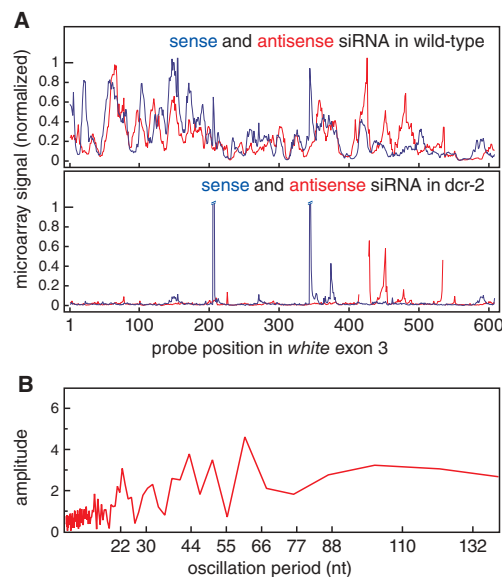 A
sense and antisense siRNA in wild-type
1
0.8
0.6
0.4
0.2
0
sense and antisense siRNA in dcr-2
1
0.8
0.6
0.4
0.2
0
microarray signal (normalized)
1 100 200 300 400 500 600
probe position in white exon 3
B
6
4
2
0
amplitude
22 30 44 55 66 77 88 110 132
oscillation period (nt)